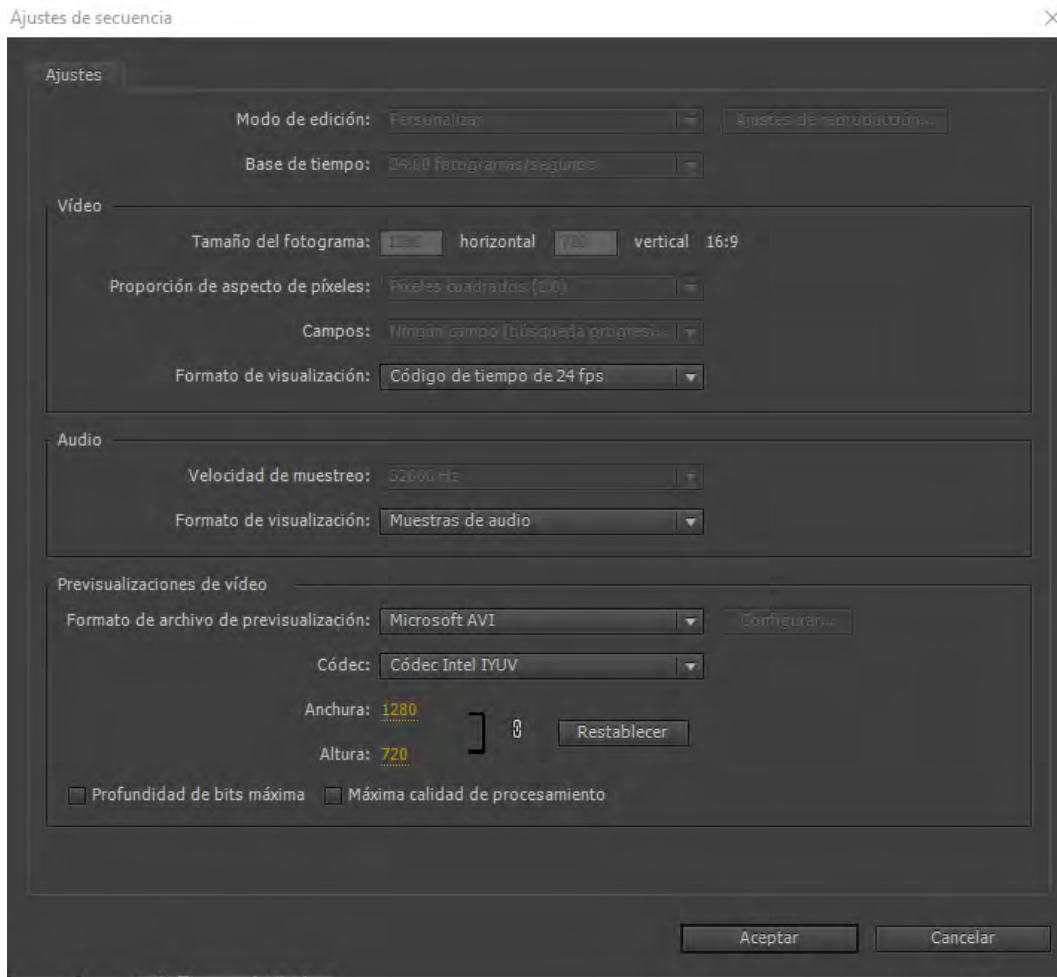 Ajustes de secuencia
Ajustes
Modo de edición: Personalizar Ajustes de reproducción...
Base de tiempo: 24.00 fotogramas/segundo
Vídeo
Tamaño del fotograma: 1280 horizontal 720 vertical 16:9
Proporción de aspecto de píxeles: Píxeles cuadrados (1.0)
Campos: Ningún campo (búsqueda progresi...
Formato de visualización: Código de tiempo de 24 fps
Audio
Velocidad de muestreo: Hz
Formato de visualización: Muestras de audio
Previsualizaciones de vídeo
Formato de archivo de previsualización: Microsoft AVI Configurar...
Códec: Códec Intel IYUV
Anchura: 1280
Restablecer
Altura: 720
Profundidad de bits máxima Máxima calidad de procesamiento
Aceptar Cancelar